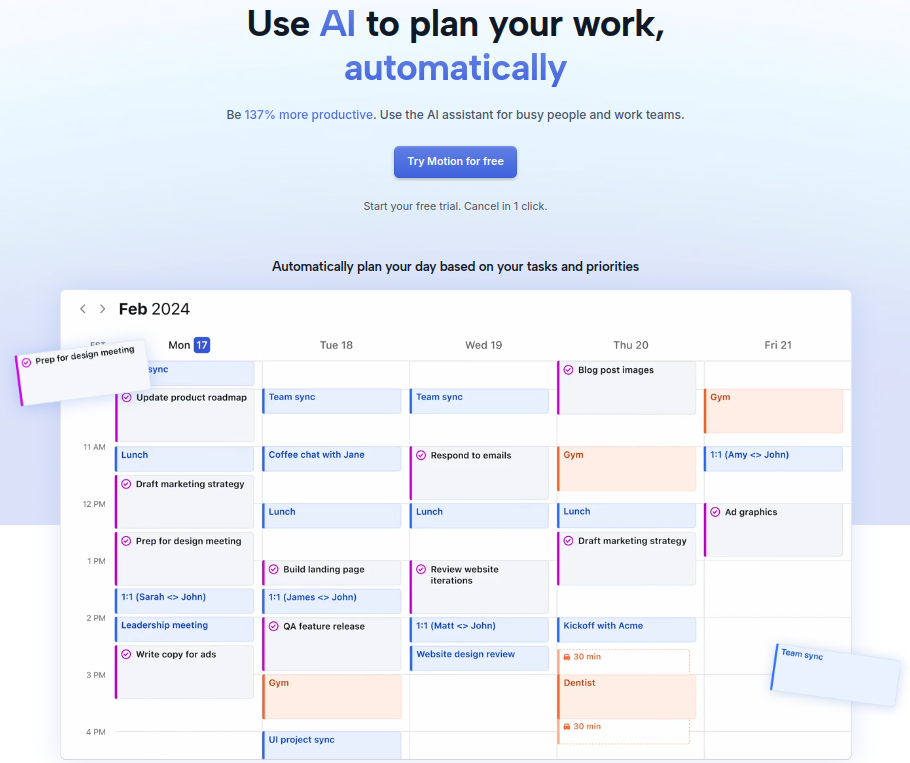 Use AI to plan your work,
automatically
Be 137% more productive. Use the AI assistant for busy people and work teams.
Try Motion for free
Start your free trial. Cancel in 1 click.
Automatically plan your day based on your tasks and priorities
Feb 2024
Mon 17
Tue 18
Wed 19
Thu 20
Fri 21
Prep for design meeting
sync
Update product roadmap
11 AM
Lunch
Draft marketing strategy
12 PM
Prep for design meeting
1 PM
1:1 (Sarah <> John)
Leadership meeting
2 PM
Write copy for ads
3 PM
4 PM
Team sync
Coffee chat with Jane
Lunch
Build landing page
1:1 (James <> John)
QA feature release
Gym
UI project sync
Team sync
Respond to emails
Lunch
Review website
iterations
1:1 (Matt <> John)
Website design review
Blog post images
Gym
Lunch
Draft marketing strategy
Kickoff with Acme
30 min
Dentist
30 min
Gym
1:1 (Amy <> John)
Ad graphics
Team sync